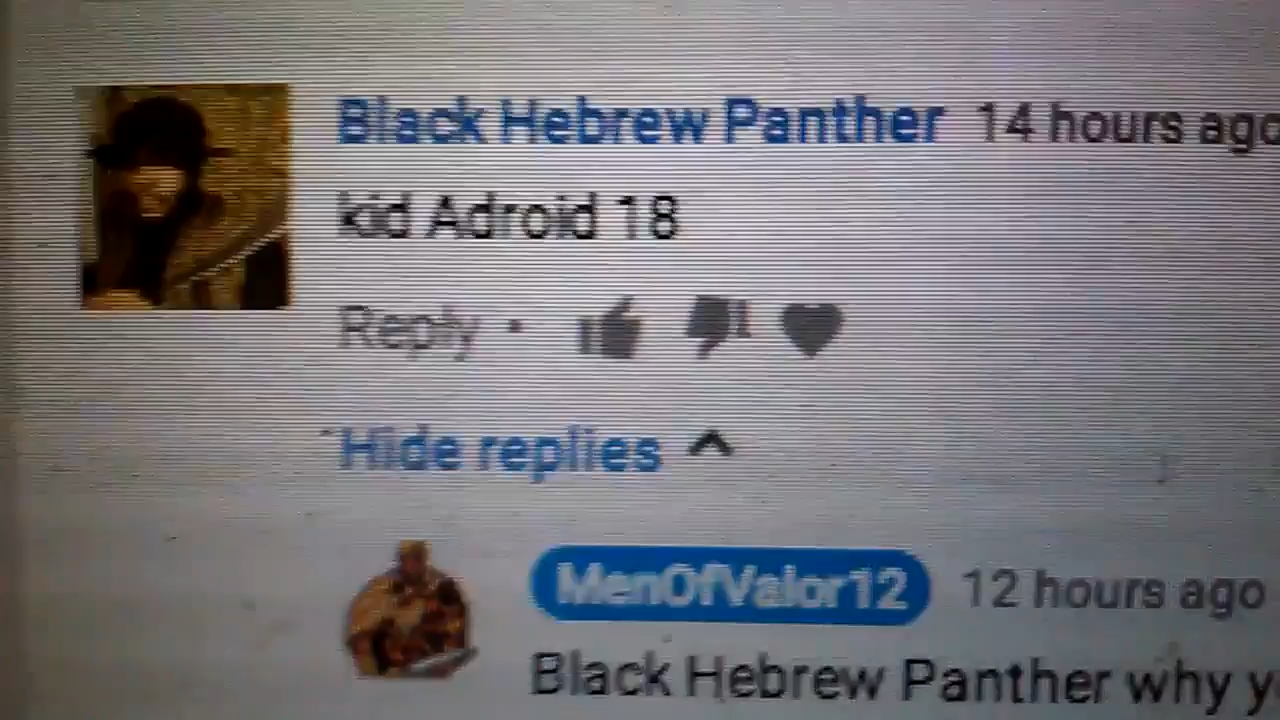 Black Hebrew Panther 14 hours ago
kid Adroid 18
Reply •
Hide replies
MenOfValor12 12 hours ago
Black Hebrew Panther why